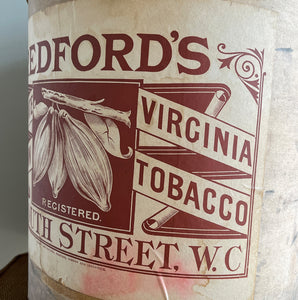 EDFORD'S
VIRGINIA
TOBACCO
REGISTERED.
TH STREET, W.C